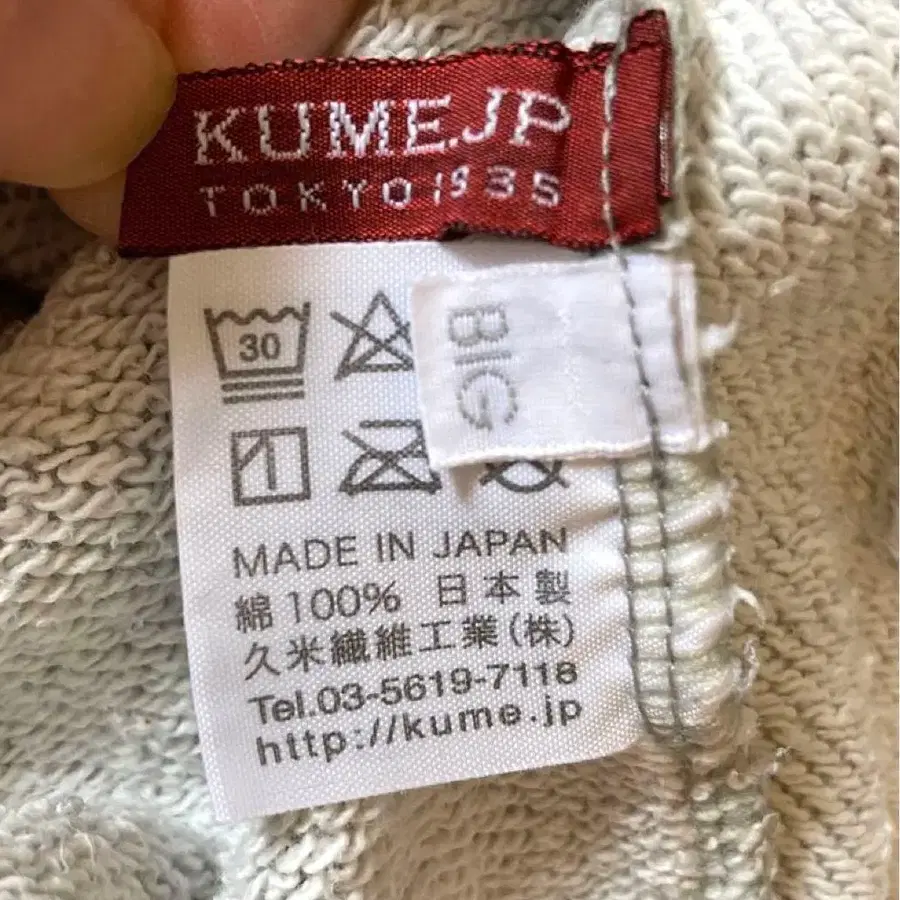 KUME.JP
TOKYO 1935
BIG
30
MADE IN JAPAN
綿100% 日本製
久米繊維工業(株)
Tel.03-5619-7118
http://kume.jp